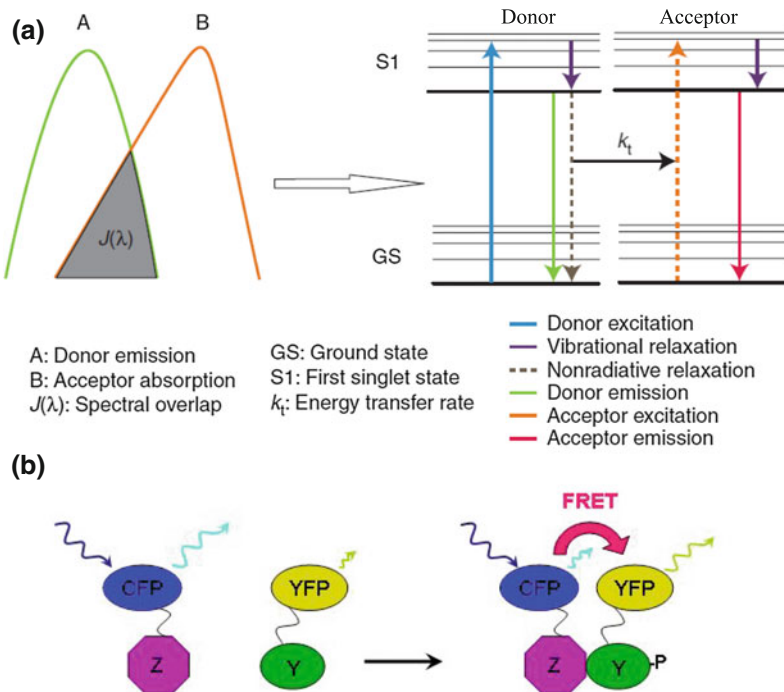 (a)
A
B
J(λ)
Donor
Acceptor
S1
kt
GS
A: Donor emission
B: Acceptor absorption
J(λ): Spectral overlap
GS: Ground state
S1: First singlet state
kt: Energy transfer rate
Donor excitation
Vibrational relaxation
Nonradiative relaxation
Donor emission
Acceptor excitation
Acceptor emission
(b)
CFP
YFP
Z
Y
FRET
CFP
YFP
Z
Y
-P